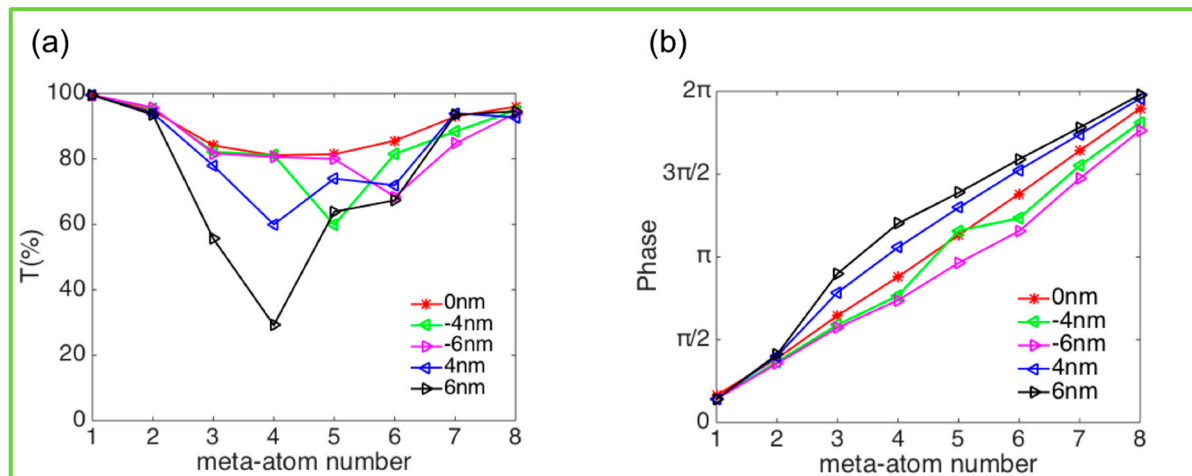 (a)
100
80
60
40
20
0
T(%)
1 2 3 4 5 6 7 8
meta-atom number
0nm
-4nm
-6nm
4nm
6nm
(b)
2π
3π/2
π
π/2
0
Phase
1 2 3 4 5 6 7 8
meta-atom number
0nm
-4nm
-6nm
4nm
6nm